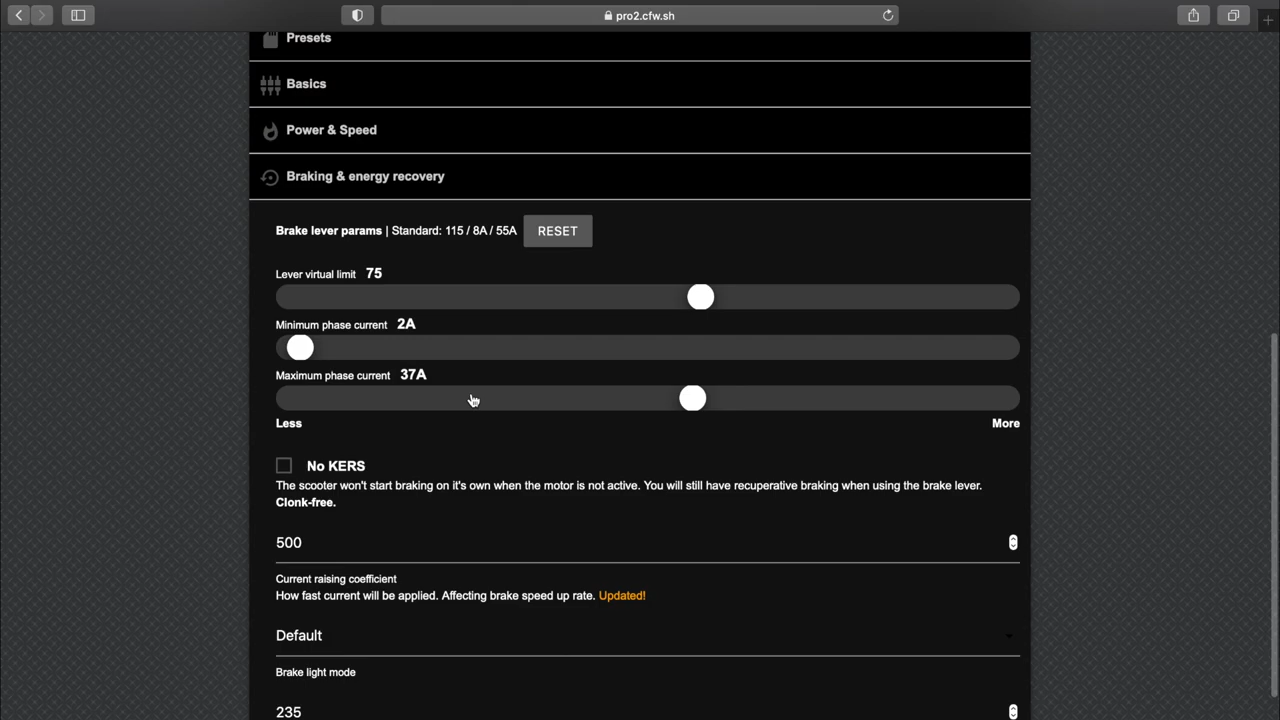 pro2.cfw.sh
Presets
Basics
Power & Speed
Braking & energy recovery
Brake lever params | Standard: 115 / 8A / 55A RESET
Lever virtual limit 75
Minimum phase current 2A
Maximum phase current 37A
Less More
No KERS
The scooter won't start braking on it's own when the motor is not active. You will still have recuperative braking when using the brake lever.
Clonk-free.
500
Current raising coefficient
How fast current will be applied. Affecting brake speed up rate. Updated!
Default
Brake light mode
235